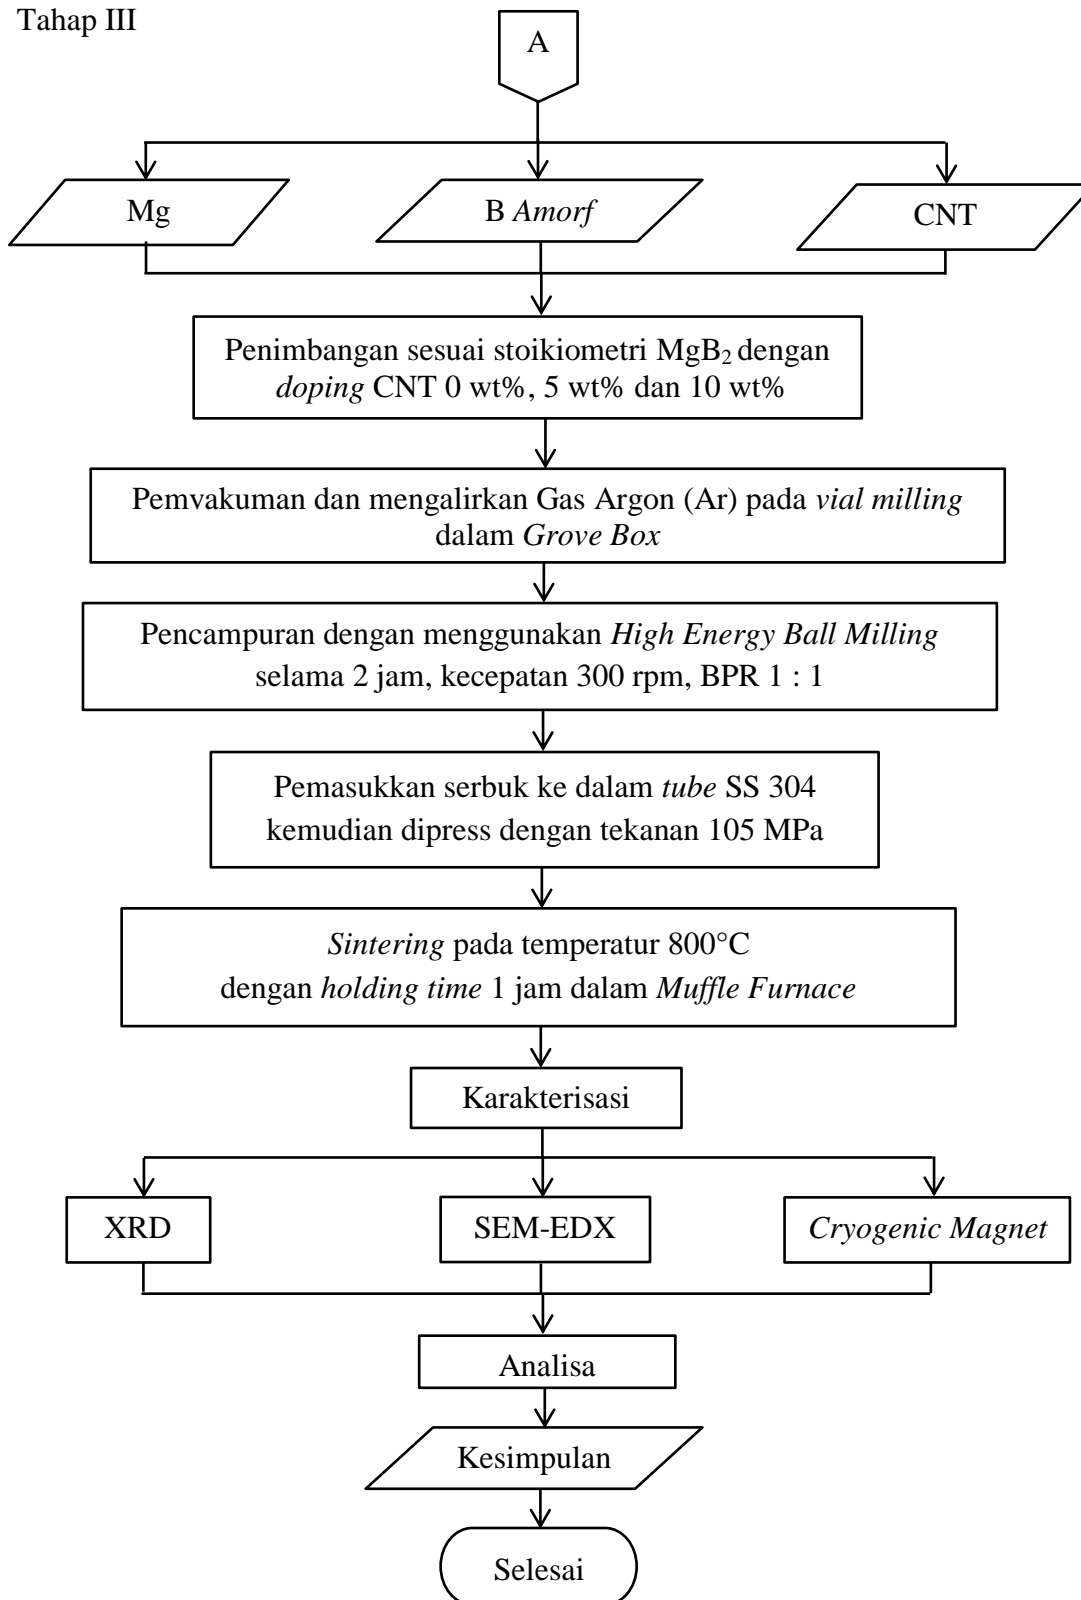 Tahap III
A
Mg
B Amorf
CNT
Penimbangan sesuai stoikiometri MgB₂ dengan
doping CNT 0 wt%, 5 wt% dan 10 wt%
Pemvakuman dan mengalirkan Gas Argon (Ar) pada vial milling
dalam Grove Box
Pencampuran dengan menggunakan High Energy Ball Milling
selama 2 jam, kecepatan 300 rpm, BPR 1 : 1
Pemasukkan serbuk ke dalam tube SS 304
kemudian dipress dengan tekanan 105 MPa
Sintering pada temperatur 800°C
dengan holding time 1 jam dalam Muffle Furnace
Karakterisasi
XRD
SEM-EDX
Cryogenic Magnet
Analisa
Kesimpulan
Selesai